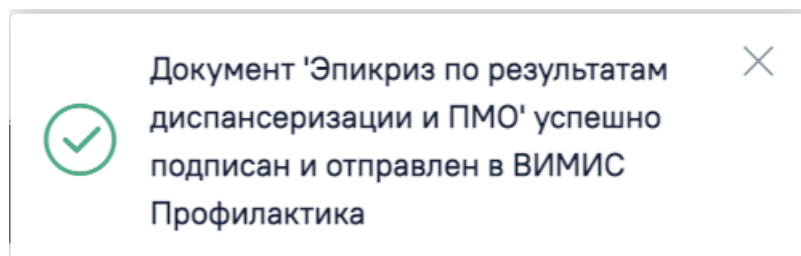 Документ 'Эпикриз по результатам
диспансеризации и ПМО' успешно
подписан и отправлен в ВИМИС
Профилактика